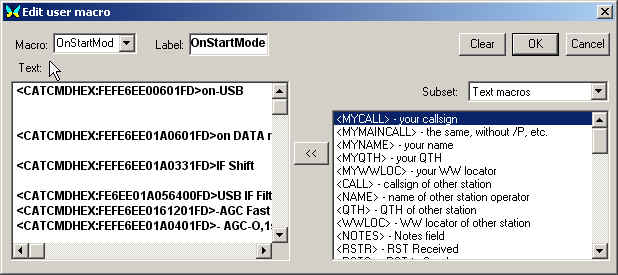 Edit user macro
Macro: OnStartMod Label: OnStartMode Clear OK Cancel
Text:
Subset: Text macros
<CATCMDHEX:FEFE6EE00601FD>on-USB
<CATCMDHEX:FEFE6EE01A0601FD>on DATA
<CATCMDHEX:FEFE6EE01A0331FD>IF Shift
<CATCMDHEX:FE6EE01A056400FD>USB IF Filt
<CATCMDHEX:FEFE6EE0161201FD>-AGC Fast
<CATCMDHEX:FEFE6EE01A0401FD>- AGC-O,1
<<
<MYCALL> - your callsign
<MYMAINCALL> - the same, without /P, etc.
<MYNAME> - your name
<MYQTH> - your QTH
<MYWWLOC> - your WW locator
<CALL> - callsign of other station
<NAME> - name of other station operator
<QTH> - QTH of other station
<WWLOC> - WW locator of other station
<NOTES> - Notes field
<RSTR> - RST Received